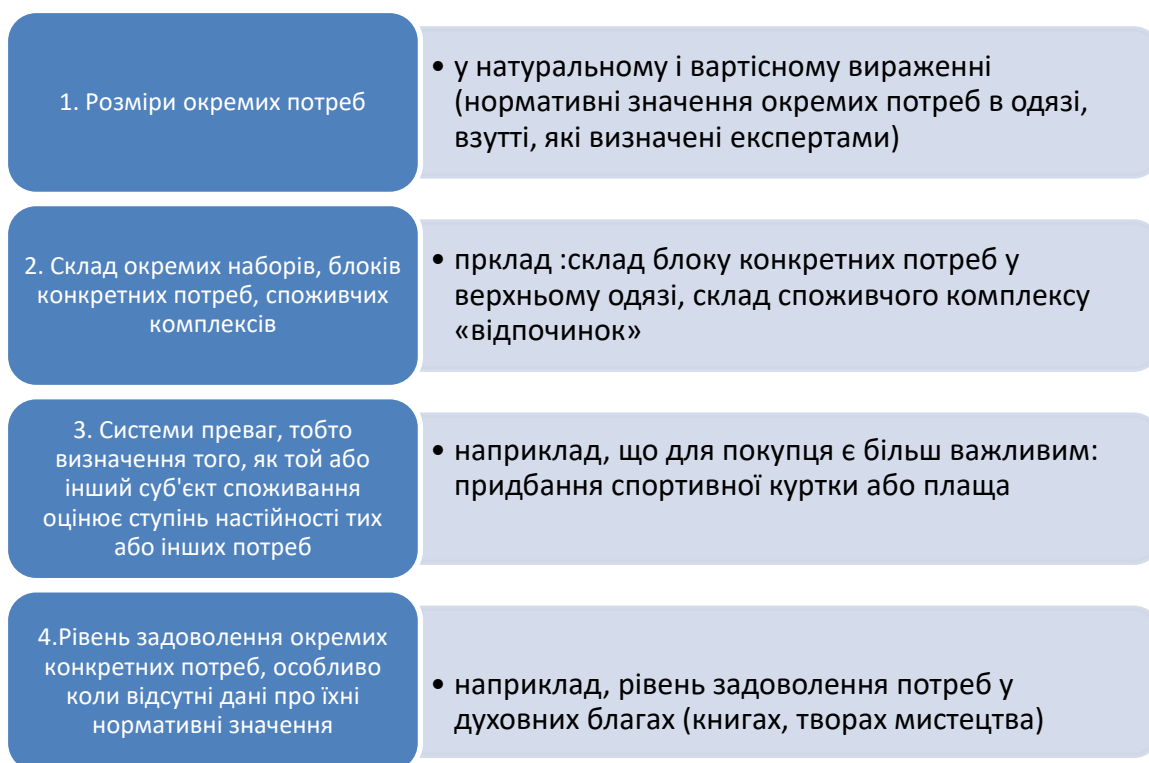 1. Розміри окремих потреб
• у натуральному і вартісному вираженні
(нормативні значення окремих потреб в одязі,
взутті, які визначені експертами)
2. Склад окремих наборів, блоків
конкретних потреб, споживчих
комплексів
• прклад :склад блоку конкретних потреб у
верхньому одязі, склад споживчого комплексу
«відпочинок»
3. Системи преваг, тобто
визначення того, як той або
інший суб'єкт споживання
оцінює ступінь настійності тих
або інших потреб
• наприклад, що для покупця є більш важливим:
придбання спортивної куртки або плаща
4.Рівень задоволення окремих
конкретних потреб, особливо
коли відсутні дані про їхні
нормативні значення
• наприклад, рівень задоволення потреб у
духовних благах (книгах, творах мистецтва)